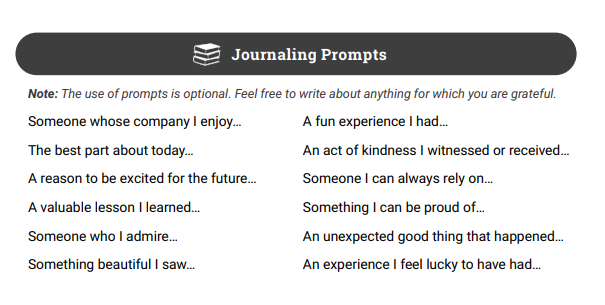 Journaling Prompts
Note: The use of prompts is optional. Feel free to write about anything for which you are grateful.
Someone whose company I enjoy...
The best part about today...
A reason to be excited for the future...
A valuable lesson I learned...
Someone who I admire...
Something beautiful I saw...
A fun experience I had...
An act of kindness I witnessed or received...
Someone I can always rely on...
Something I can be proud of...
An unexpected good thing that happened...
An experience I feel lucky to have had...